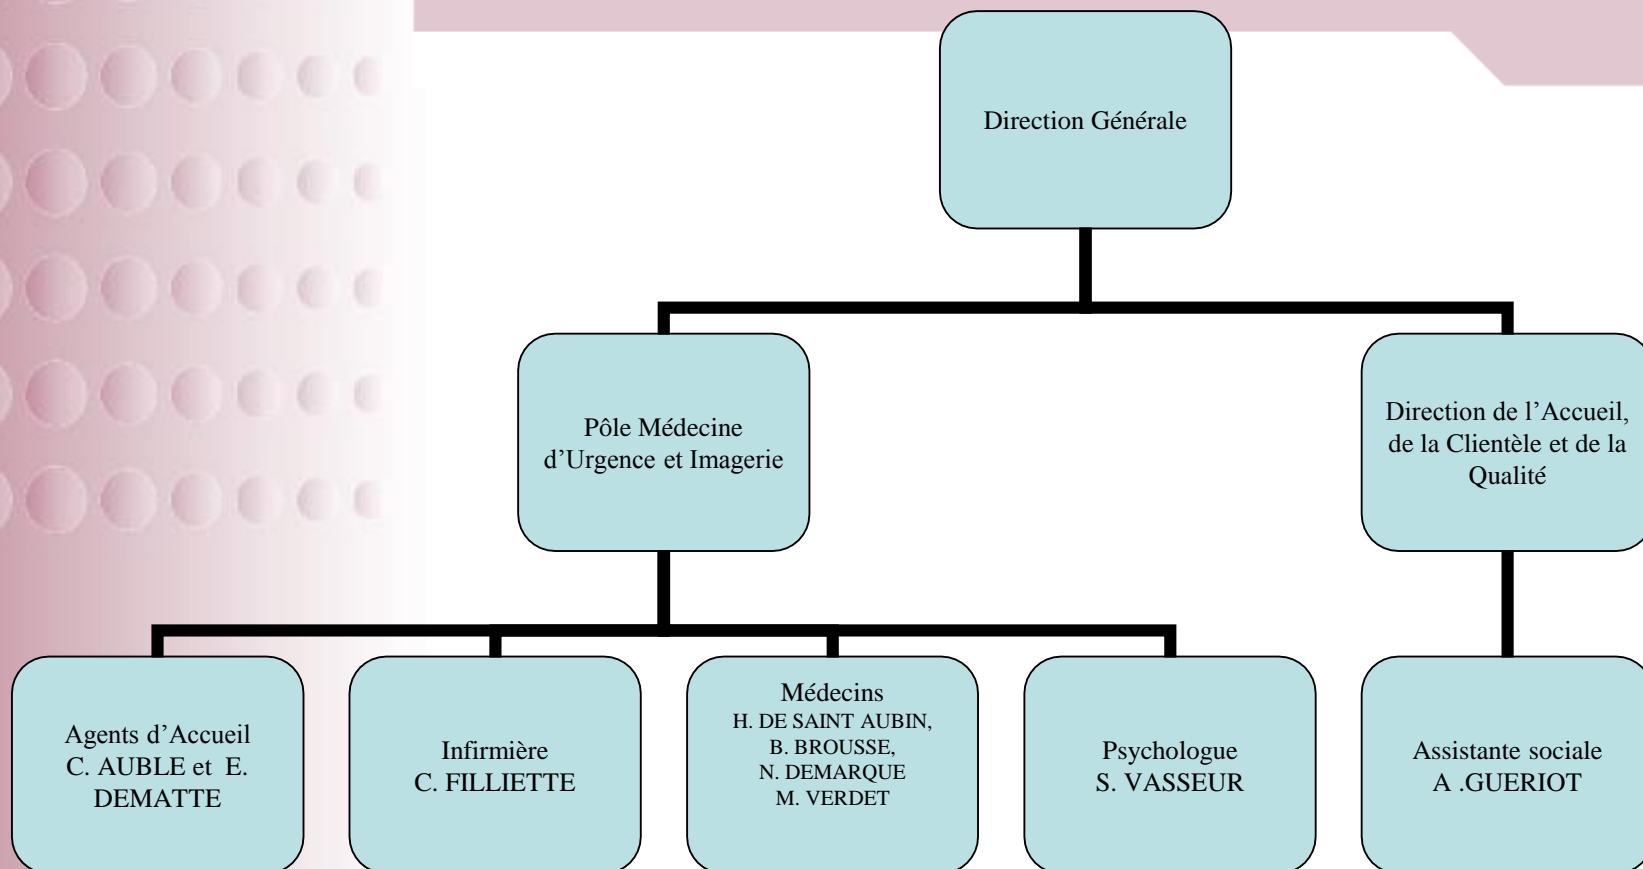 Direction Générale
Pôle Médecine
d’Urgence et Imagerie
Direction de l’Accueil,
de la Clientèle et de la
Qualité
Agents d’Accueil
C. AUBLE et E.
DEMATTE
Infirmière
C. FILLIETTE
Médecins
H. DE SAINT AUBIN,
B. BROUSSE,
N. DEMARQUE
M. VERDET
Psychologue
S. VASSEUR
Assistante sociale
A .GUERIOT